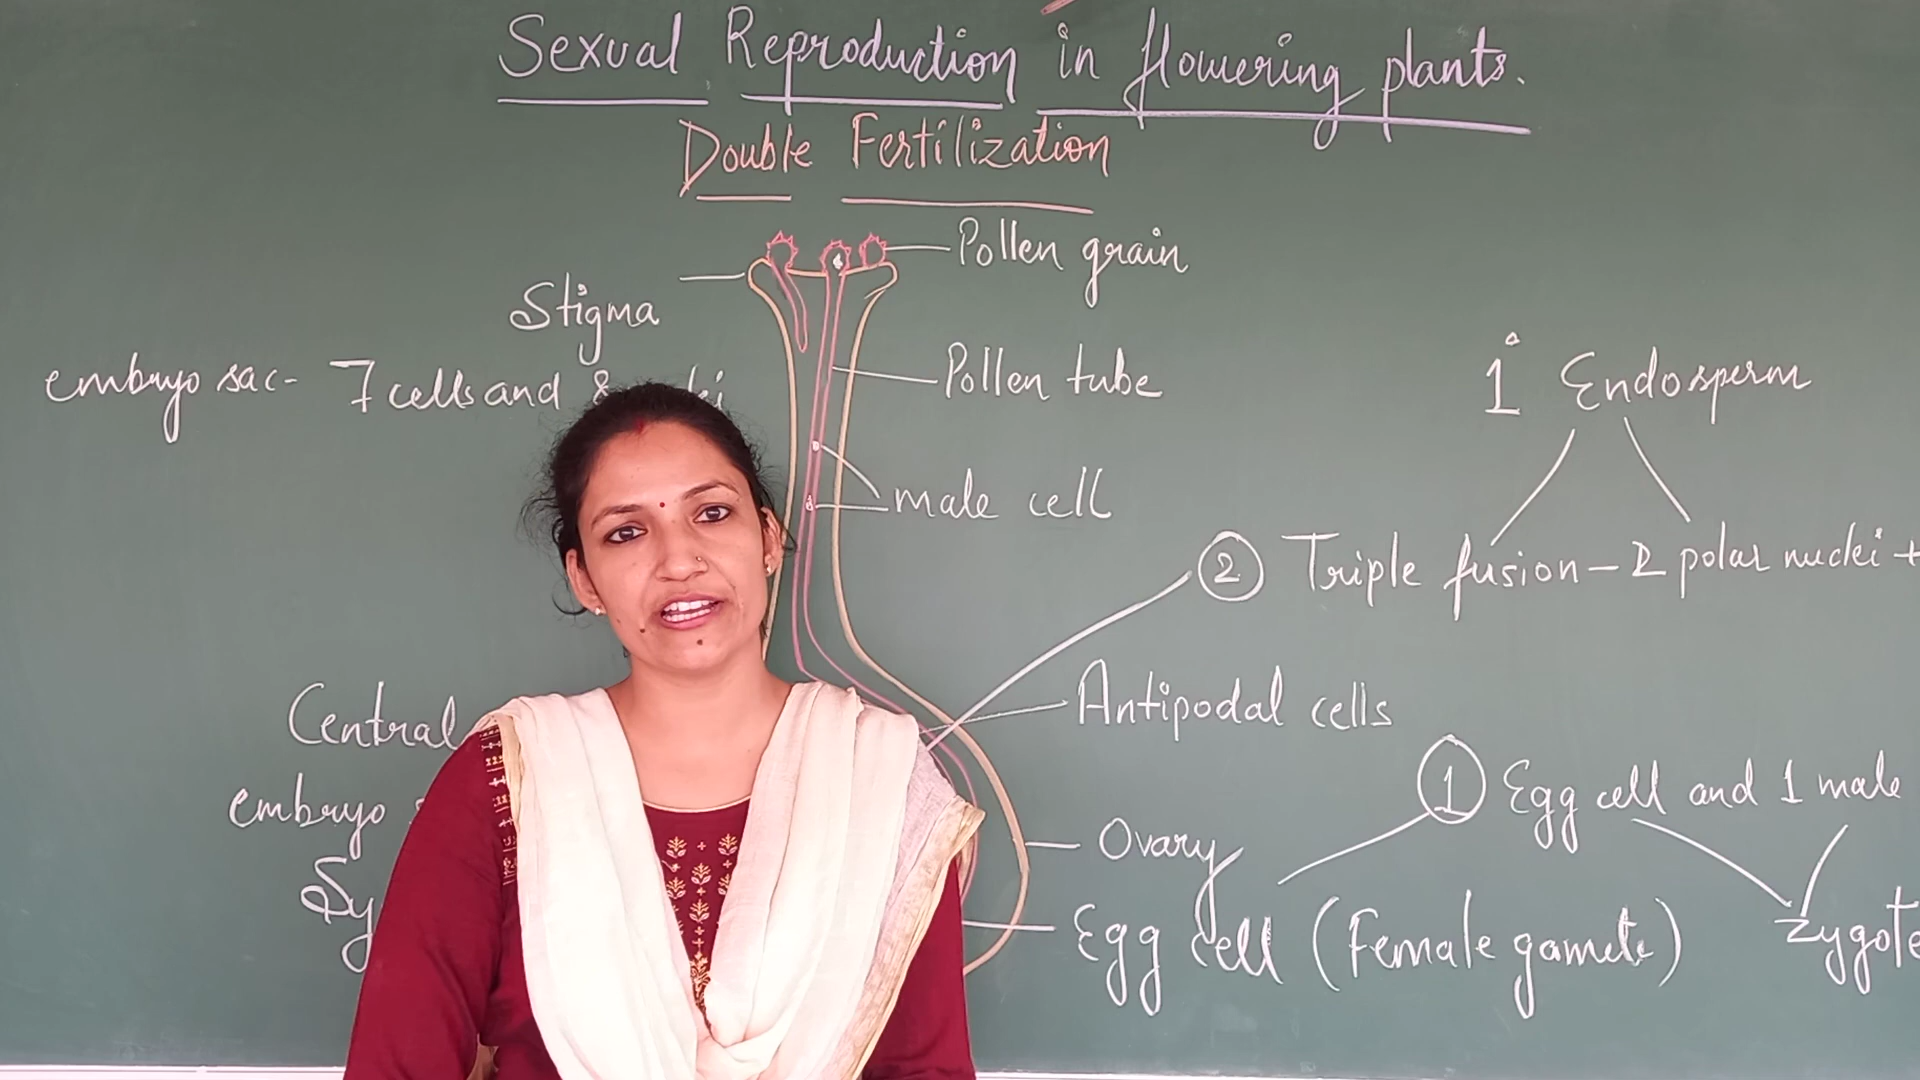 Sexual Reproduction in flowering plants.
Double Fertilization
Pollen grain
Stigma
embryo sac- 7 cells and 8
Pollen tube
1° Endosperm
male cell
② Triple fusion - 2 polar nuclei +
Central
Antipodal cells
① Egg cell and 1 male
embryo
Ovary
Sy
Egg cell (Female gamete)
Zygote